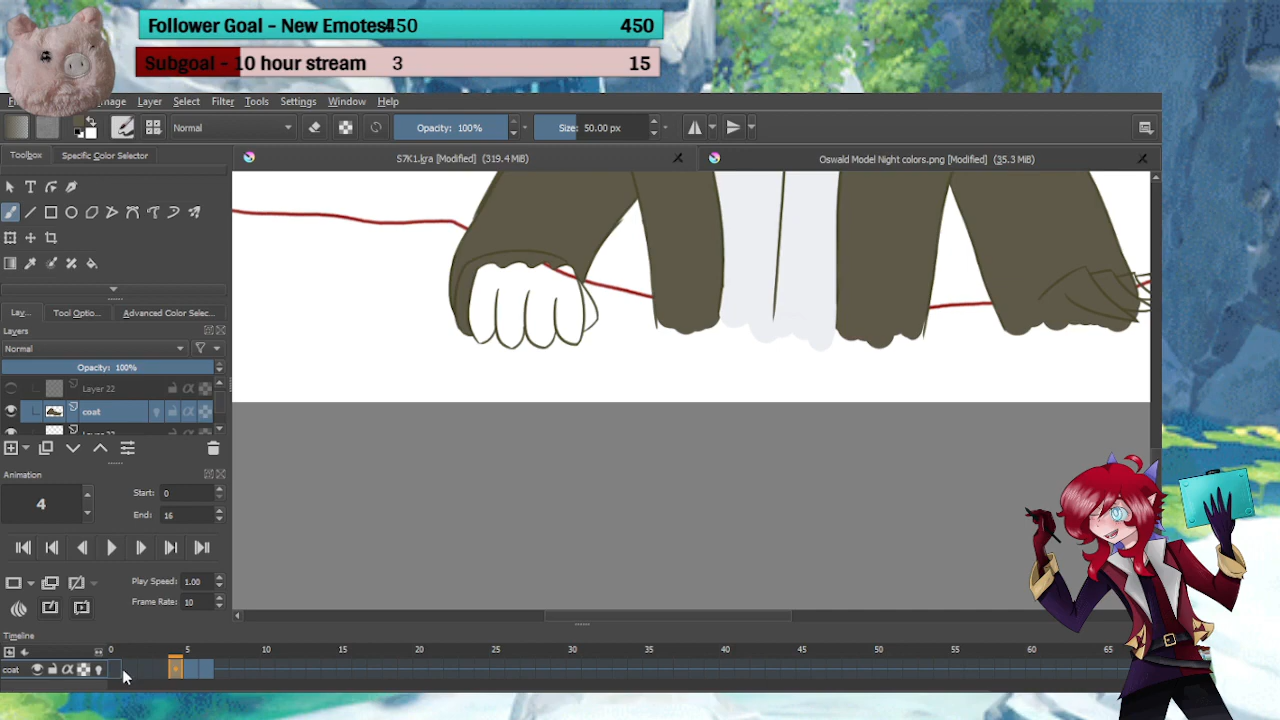 Follower Goal - New Emotes! 450 450
Subgoal - 10 hour stream 3 15
Image Layer Select Filter Tools Settings Window Help
Normal Opacity: 100% Size: 50.00 px
Toolbox Specific Color Selector S7K1.kra [Modified] (319.4 MiB) Oswald Model Night colors.png [Modified] (35.3 MiB)
Lay... Tool Optio... Advanced Color Selec...
Layers
Normal
Opacity: 100%
Layer 22
coat
Animation
4 Start: 0
End: 16
Play Speed: 1.00
Frame Rate: 10
Timeline
0 5 10 15 20 25 30 35 40 45 50 55 60 65
coat